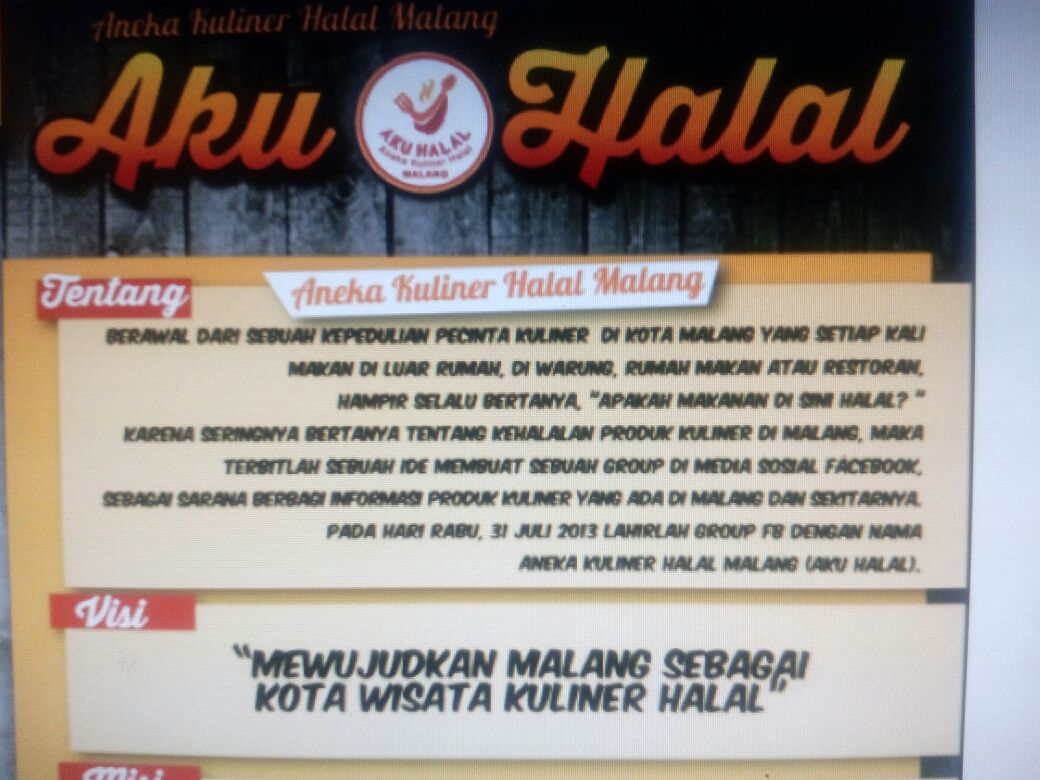 Aneka Kuliner Halal Malang
Aku Halal
AKU HALAL
Aneka Kuliner Halal
MALANG
Tentang
Aneka Kuliner Halal Malang
BERAWAL DARI SEBUAH KEPEDULIAN PECINTA KULINER DI KOTA MALANG YANG SETIAP KALI
MAKAN DI LUAR RUMAH, DI WARUNG, RUMAH MAKAN ATAU RESTORAN,
HAMPIR SELALU BERTANYA, "APAKAH MAKANAN DI SINI HALAL? "
KARENA SERINGNYA BERTANYA TENTANG KEHALALAN PRODUK KULINER DI MALANG, MAKA
TERBITLAH SEBUAH IDE MEMBUAT SEBUAH GROUP DI MEDIA SOSIAL FACEBOOK,
SEBAGAI SARANA BERBAGI INFORMASI PRODUK KULINER YANG ADA DI MALANG DAN SEKITARNYA.
PADA HARI RABU, 31 JULI 2013 LAHIRLAH GROUP FB DENGAN NAMA
ANEKA KULINER HALAL MALANG (AKU HALAL).
Visi
"MEWUJUDKAN MALANG SEBAGAI
KOTA WISATA KULINER HALAL"
Misi